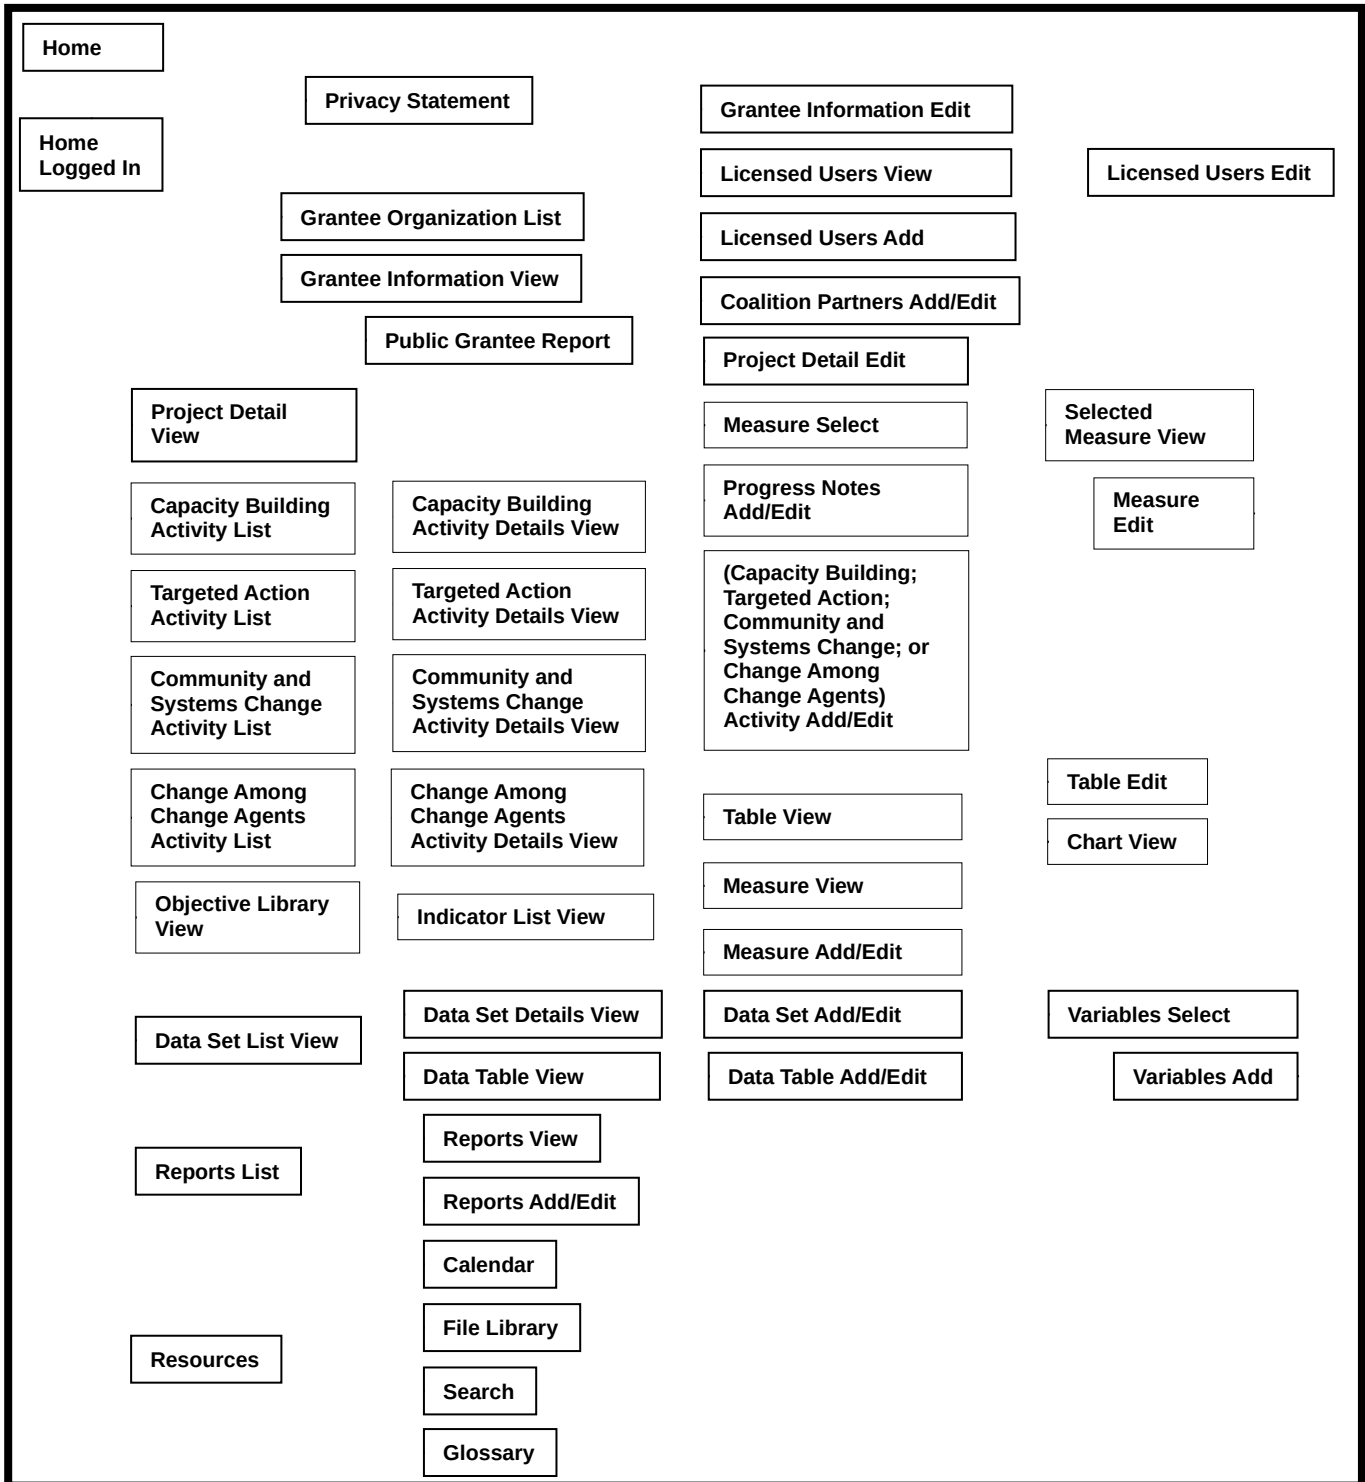 Home
Privacy Statement
Grantee Information Edit
Home
Logged In
Licensed Users View
Licensed Users Edit
Grantee Organization List
Licensed Users Add
Grantee Information View
Coalition Partners Add/Edit
Public Grantee Report
Project Detail Edit
Project Detail
View
Measure Select
Selected
Measure View
Capacity Building
Activity List
Capacity Building
Activity Details View
Progress Notes
Add/Edit
Measure
Edit
Targeted Action
Activity List
Targeted Action
Activity Details View
(Capacity Building;
Targeted Action;
Community and
Systems Change; or
Change Among
Change Agents)
Activity Add/Edit
Community and
Systems Change
Activity List
Community and
Systems Change
Activity Details View
Change Among
Change Agents
Activity List
Change Among
Change Agents
Activity Details View
Table View
Table Edit
Chart View
Measure View
Objective Library
View
Indicator List View
Measure Add/Edit
Data Set List View
Data Set Details View
Data Set Add/Edit
Variables Select
Data Table View
Data Table Add/Edit
Variables Add
Reports List
Reports View
Reports Add/Edit
Resources
Calendar
File Library
Search
Glossary